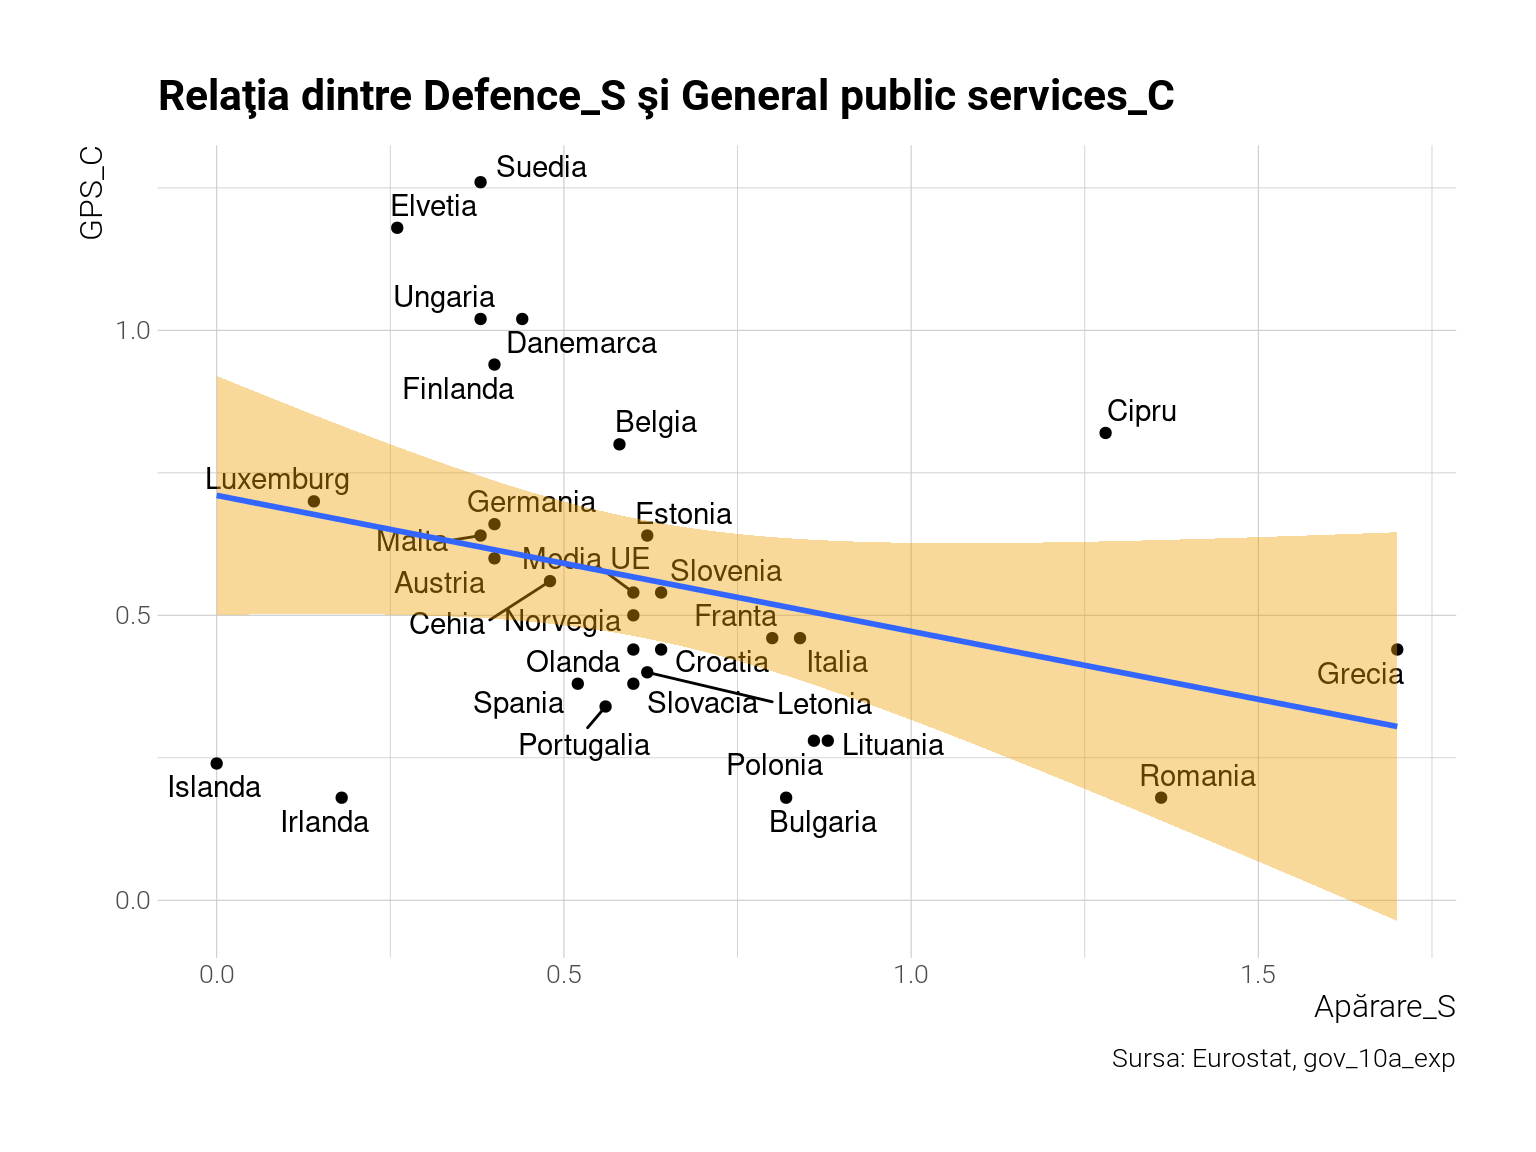 Relaţia dintre Defence_S şi General public services_C
GPS_C
Suedia
Elvetia
Ungaria
1.0
Danemarca
Finlanda
Cipru
Belgia
Luxemburg
Germania
Estonia
Malta
Media UE
Slovenia
Austria
0.5
Franta
Cehia
Norvegia
Olanda
Croatia
Italia
Grecia
Spania
Slovacia
Letonia
Portugalia
Lituania
Polonia
Romania
Islanda
Irlanda
Bulgaria
0.0
0.0 0.5 1.0 1.5
Apărare_S
Sursa: Eurostat, gov_10a_exp